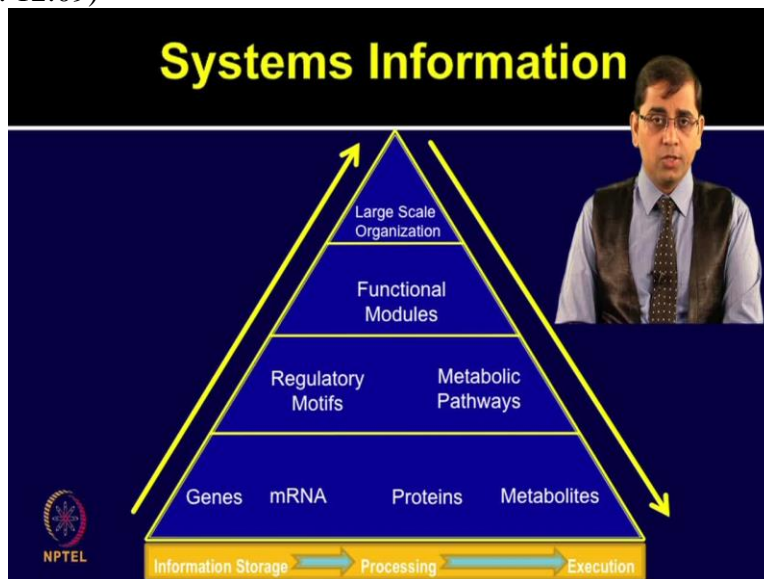 Systems Information
Large Scale
Organization
Functional
Modules
Regulatory
Motifs
Metabolic
Pathways
Genes mRNA Proteins Metabolites
Information Storage Processing Execution
NPTEL